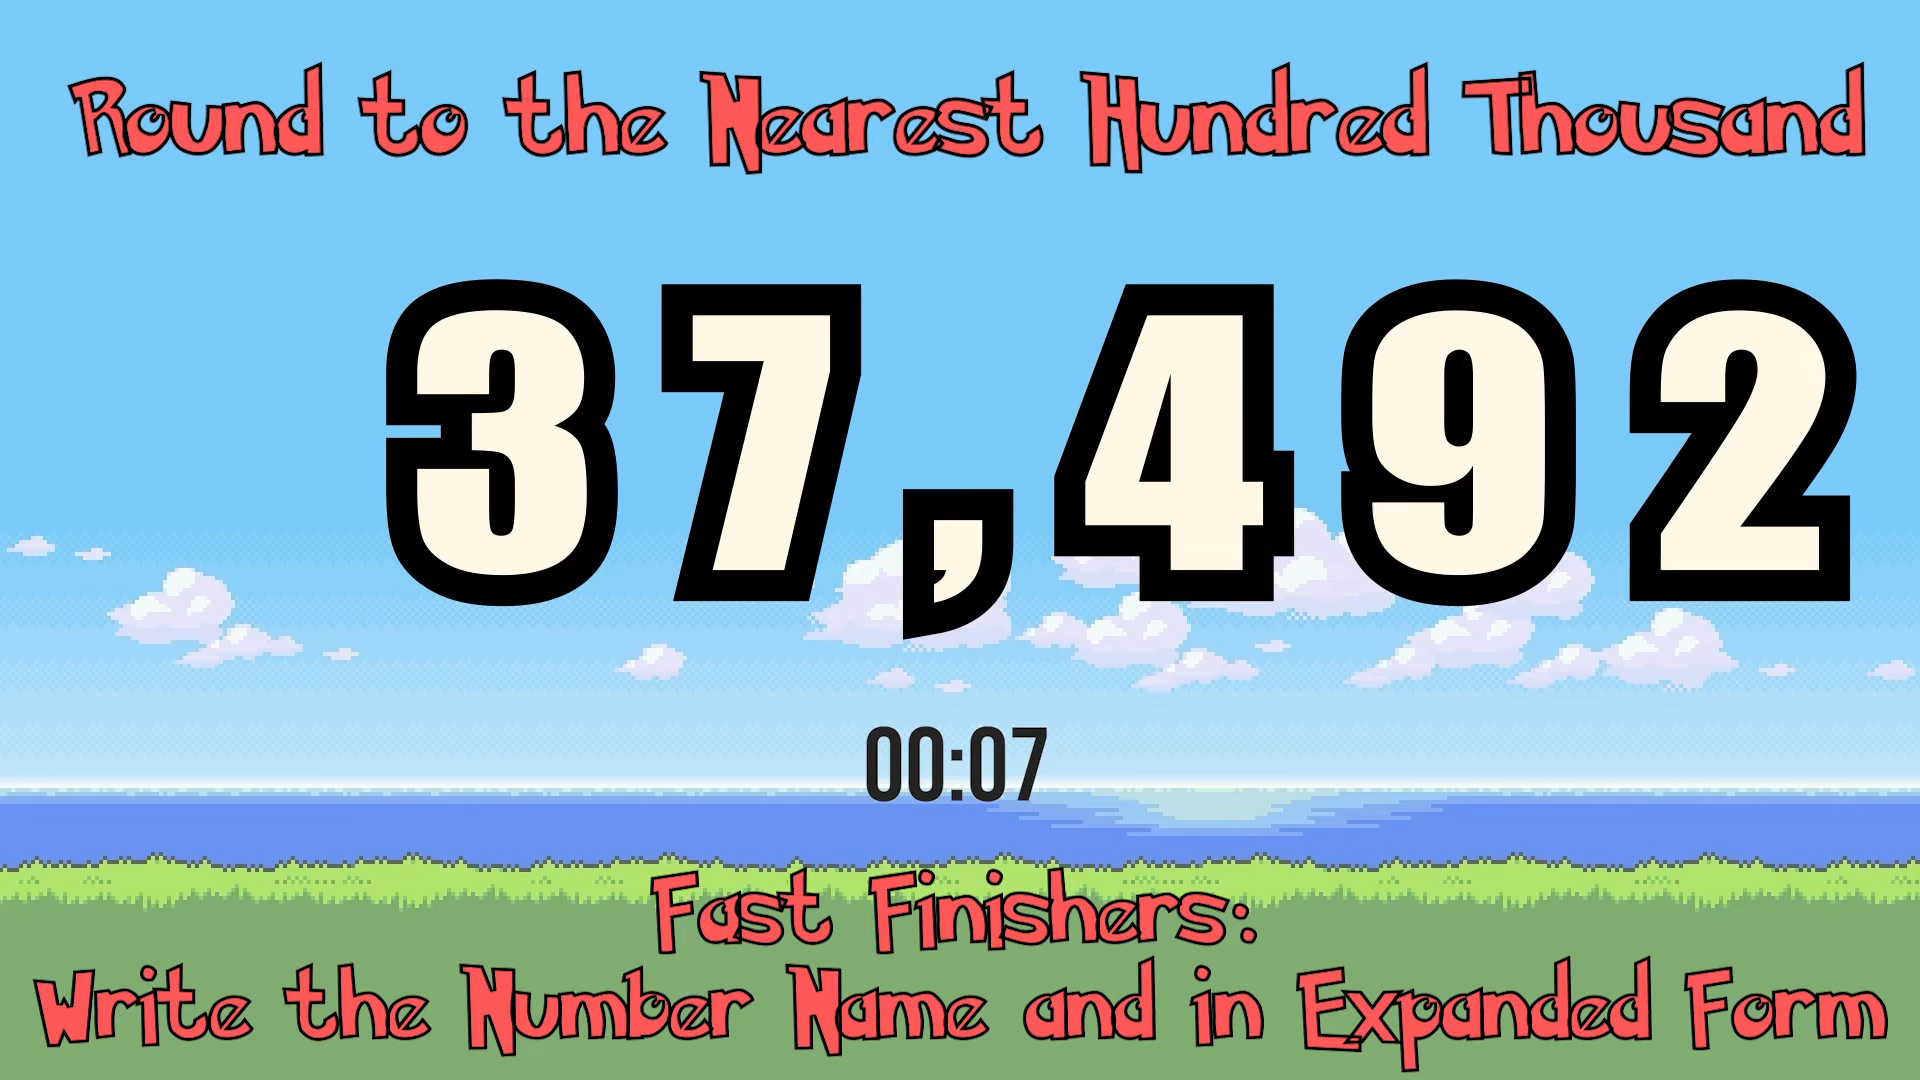 Round to the Nearest Hundred Thousand
37,492
00:07
Fast Finishers:
Write the Number Name and in Expanded Form